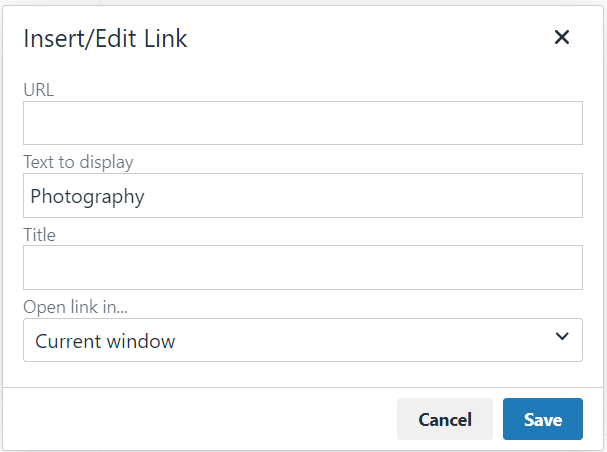 Insert/Edit Link
URL
Text to display
Photography
Title
Open link in...
Current window
Cancel Save